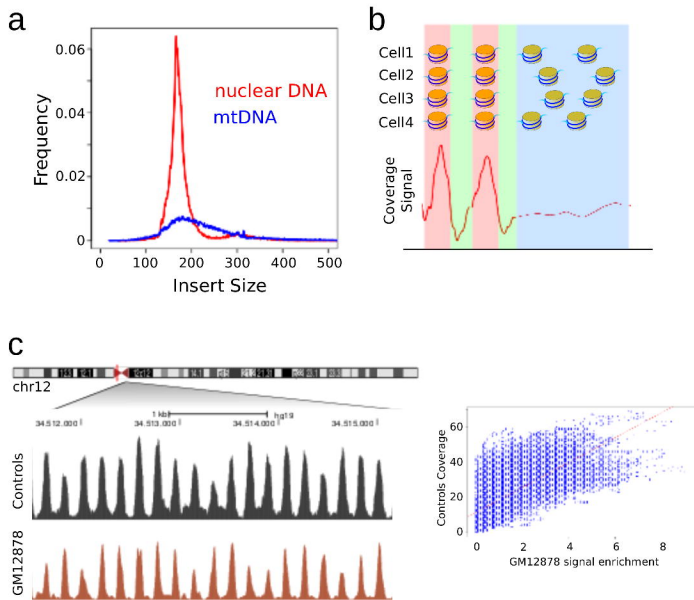 a
0.06
0.04
0.02
0
Frequency
nuclear DNA
mtDNA
0 100 200 300 400 500
Insert Size
b
Cell1
Cell2
Cell3
Cell4
Coverage
Signal
c
chr12
1 kb hg19
34,512,000 34,513,000 34,514,000 34,515,000
Controls
GM12878
60
40
20
0
Controls Coverage
0 2 4 6 8
GM12878 signal enrichment